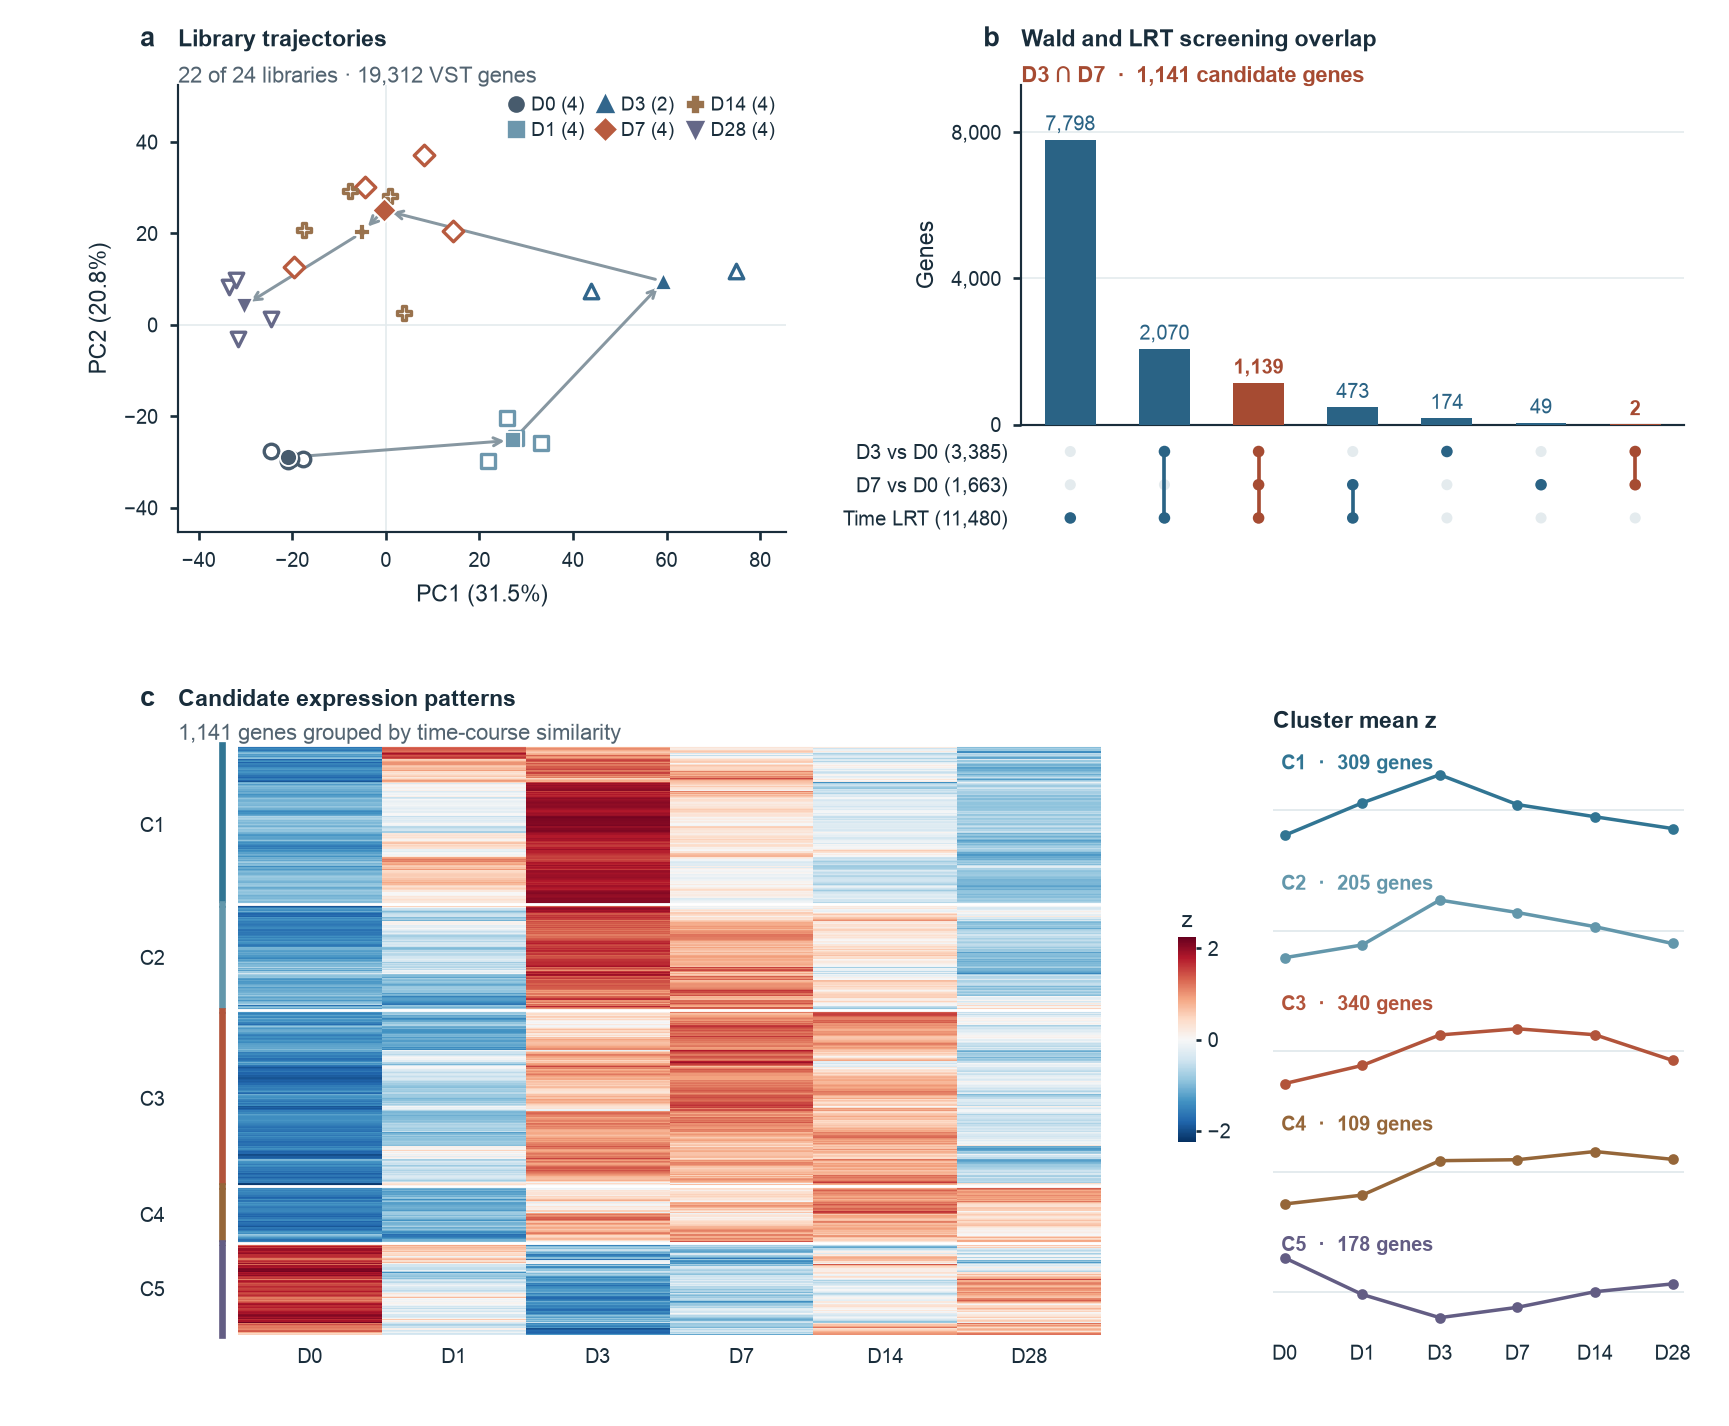 a Library trajectories
22 of 24 libraries · 19,312 VST genes
D0 (4) D3 (2) D14 (4)
D1 (4) D7 (4) D28 (4)
40
20
0
−20
−40
PC2 (20.8%)
−40 −20 0 20 40 60 80
PC1 (31.5%)
b Wald and LRT screening overlap
D3 ∩ D7 · 1,141 candidate genes
8,000
4,000
0
Genes
7,798
2,070
1,139
473
174
49
2
D3 vs D0 (3,385)
D7 vs D0 (1,663)
Time LRT (11,480)
c Candidate expression patterns
1,141 genes grouped by time-course similarity
C1
C2
C3
C4
C5
D0 D1 D3 D7 D14 D28
z
2
0
−2
Cluster mean z
C1 · 309 genes
C2 · 205 genes
C3 · 340 genes
C4 · 109 genes
C5 · 178 genes
D0 D1 D3 D7 D14 D28